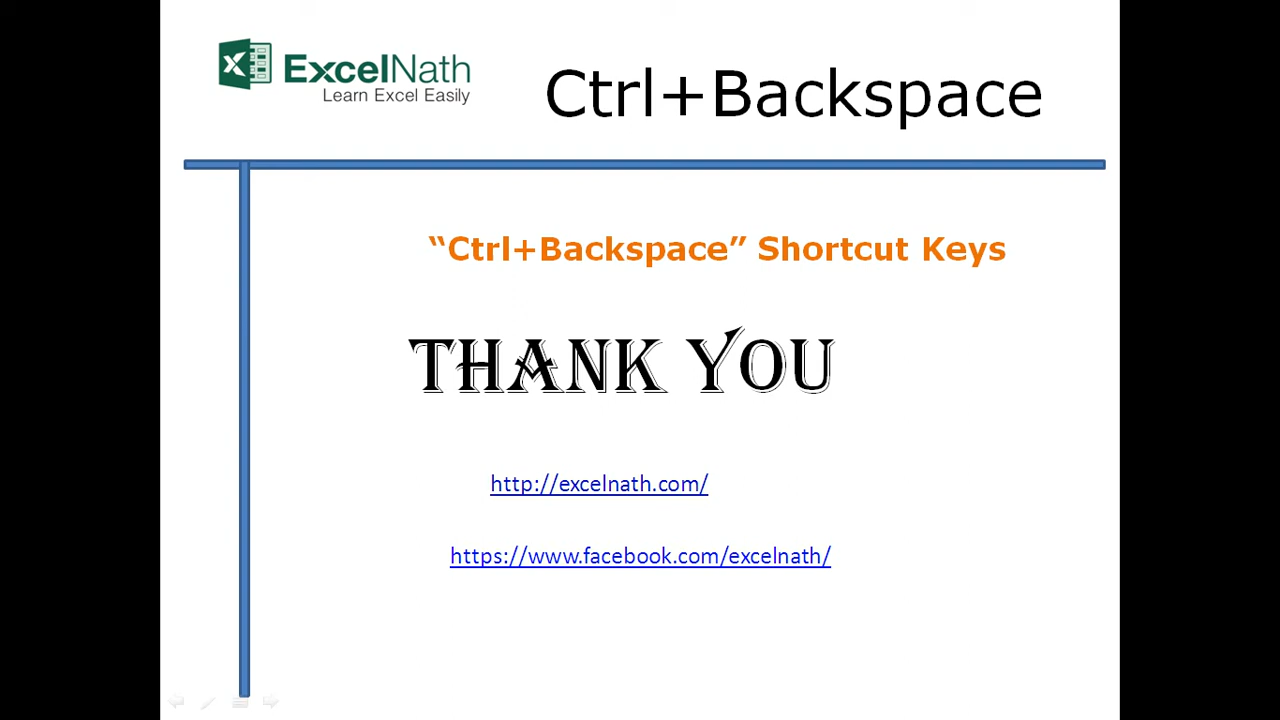 ExcelNath
Learn Excel Easily
Ctrl+Backspace
“Ctrl+Backspace” Shortcut Keys
THANK YOU
http://excelnath.com/
https://www.facebook.com/excelnath/